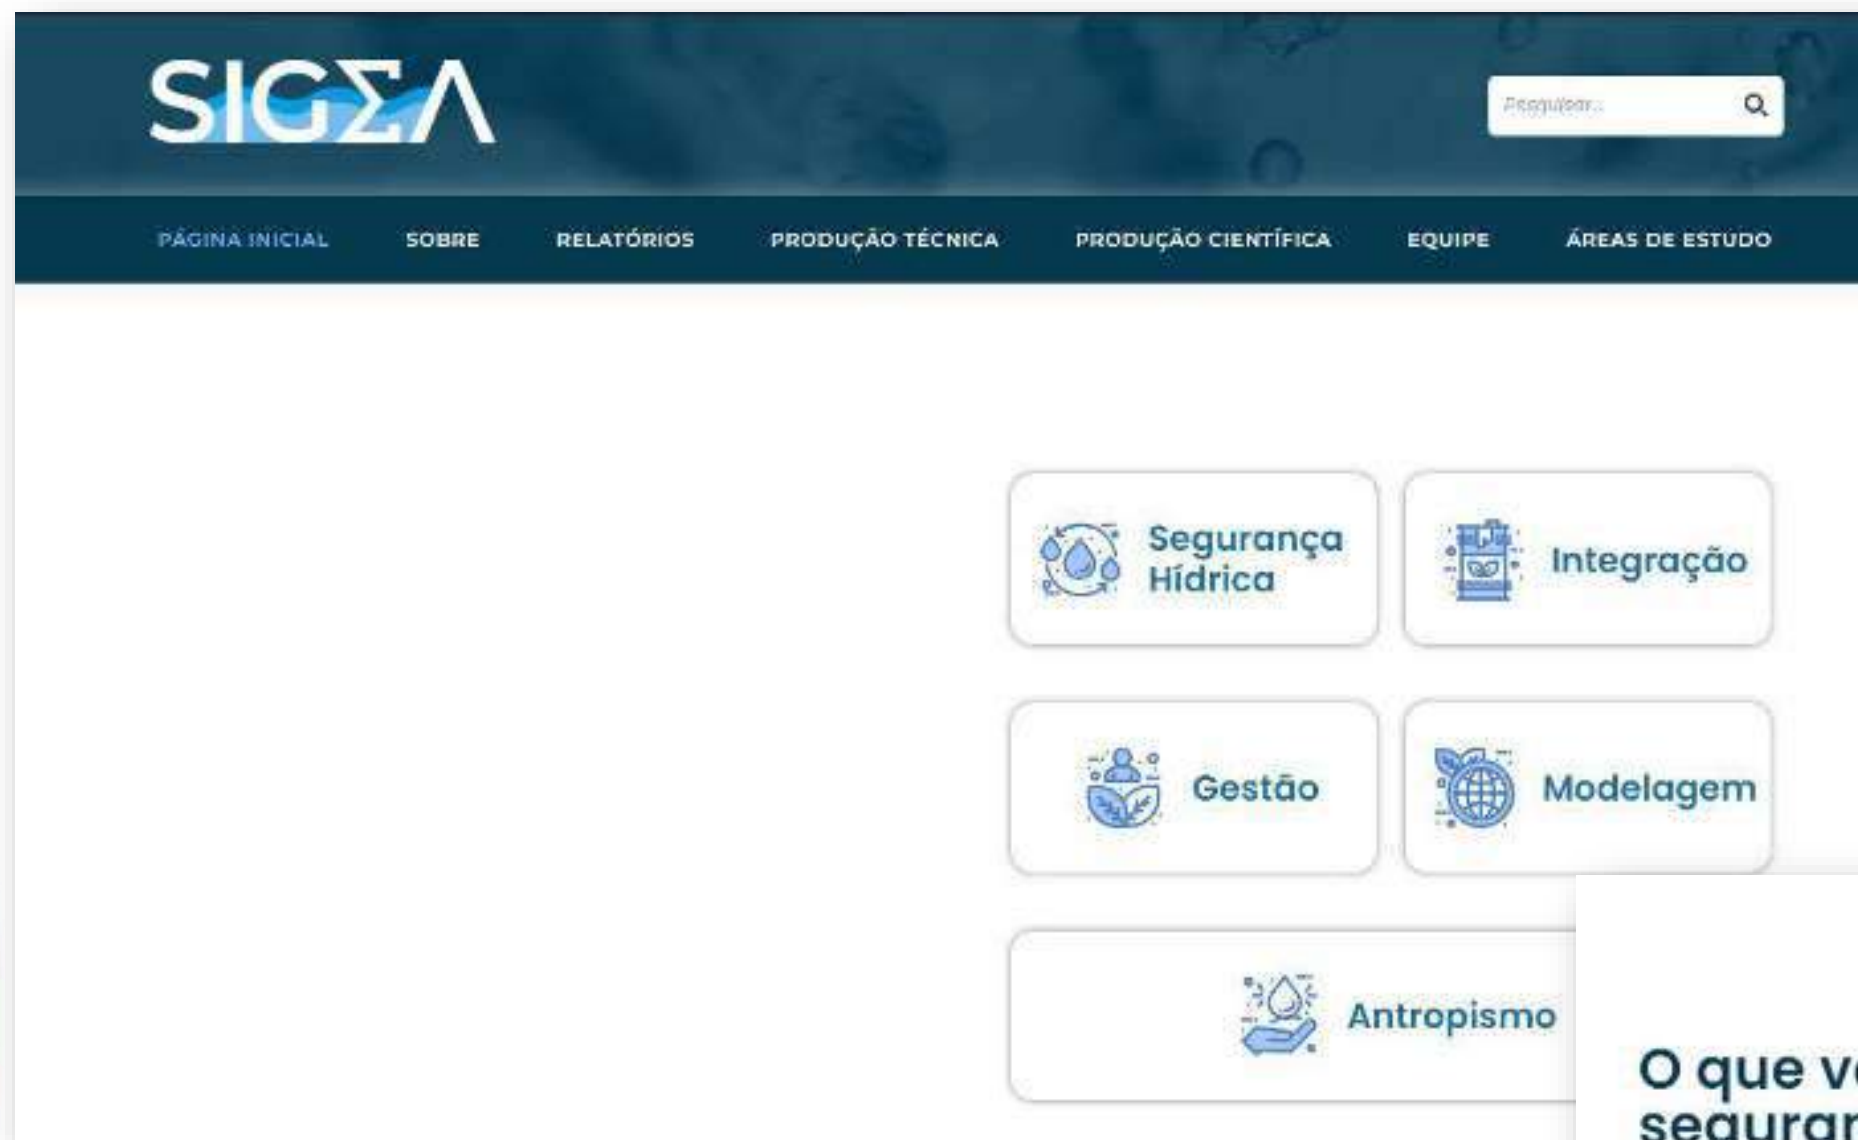 SIGΣΛ
Pesquisar...
PÁGINA INICIAL SOBRE RELATÓRIOS PRODUÇÃO TÉCNICA PRODUÇÃO CIENTÍFICA EQUIPE ÁREAS DE ESTUDO
Segurança
Hídrica
Integração
Gestão
Modelagem
Antropismo
O que